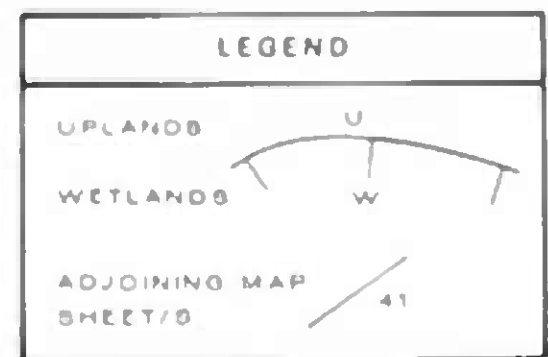 LEGEND
UPLANDS U
WETLANDS W
ADJOINING MAP
SHEET/S 41